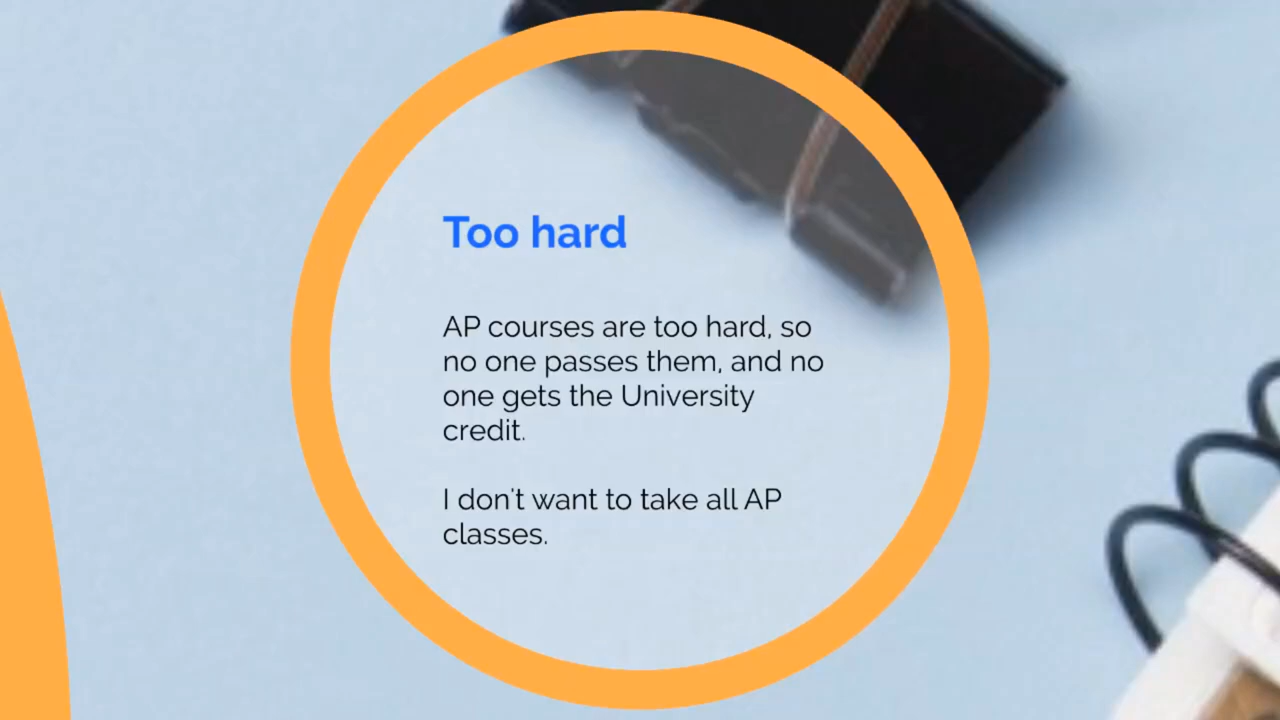 Too hard
AP courses are too hard, so
no one passes them, and no
one gets the University
credit.
I don't want to take all AP
classes.